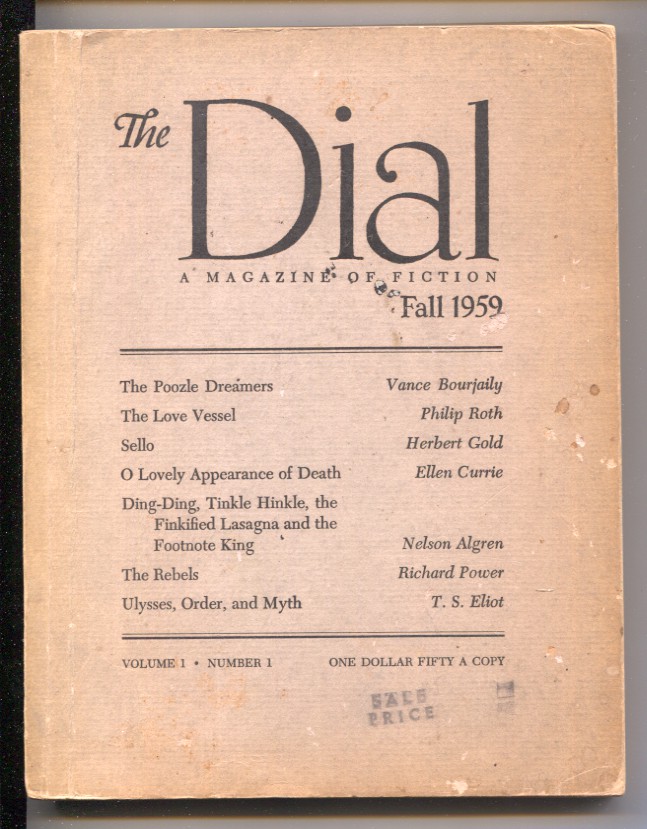 The Dial
A MAGAZINE OF FICTION
Fall 1959
The Poozle Dreamers Vance Bourjaily
The Love Vessel Philip Roth
Sello Herbert Gold
O Lovely Appearance of Death Ellen Currie
Ding-Ding, Tinkle Hinkle, the
Finkified Lasagna and the
Footnote King Nelson Algren
The Rebels Richard Power
Ulysses, Order, and Myth T. S. Eliot
VOLUME 1 • NUMBER 1 ONE DOLLAR FIFTY A COPY
SALE
PRICE